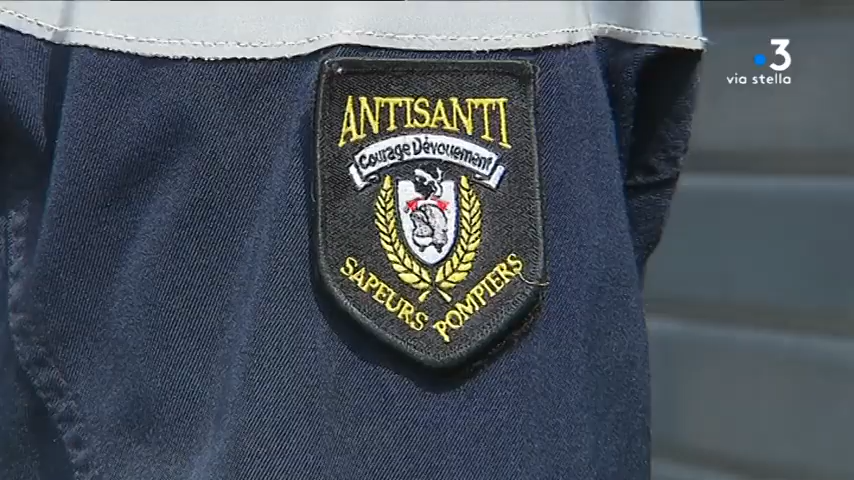 3
via stella
ANTISANTI
Courage Dévouement
SAPEURS POMPIERS